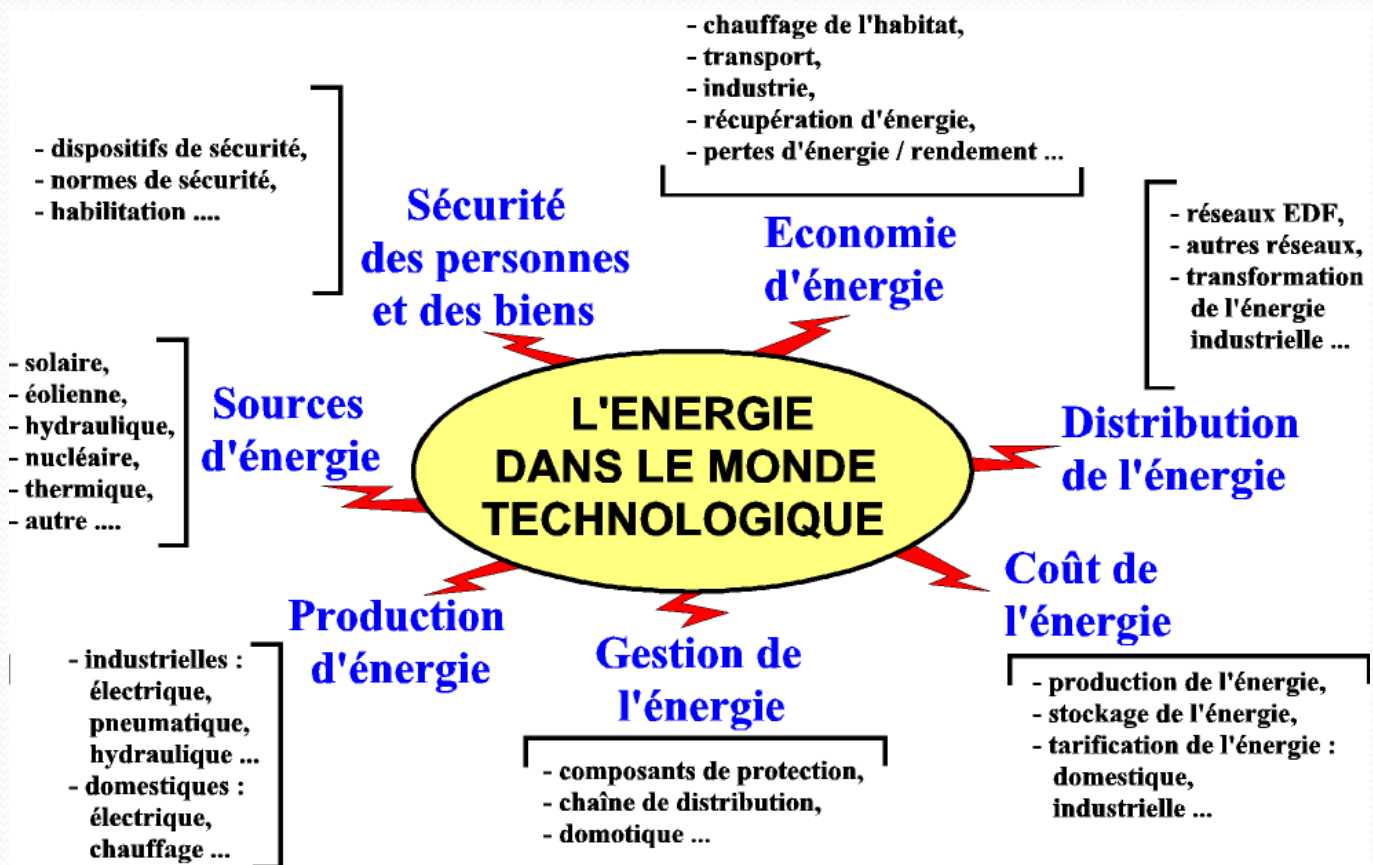 L'ENERGIE
DANS LE MONDE
TECHNOLOGIQUE
- chauffage de l'habitat,
- transport,
- industrie,
- récupération d'énergie,
- pertes d'énergie / rendement ...
Economie
d'énergie
- dispositifs de sécurité,
- normes de sécurité,
- habilitation ....
Sécurité
des personnes
et des biens
- réseaux EDF,
- autres réseaux,
- transformation
de l'énergie
industrielle ...
Distribution
de l'énergie
- solaire,
- éolienne,
- hydraulique,
- nucléaire,
- thermique,
- autre ....
Sources
d'énergie
Coût de
l'énergie
- production de l'énergie,
- stockage de l'énergie,
- tarification de l'énergie :
domestique,
industrielle ...
Production
d'énergie
- industrielles :
électrique,
pneumatique,
hydraulique ...
- domestiques :
électrique,
chauffage ...
Gestion de
l'énergie
- composants de protection,
- chaîne de distribution,
- domotique ...